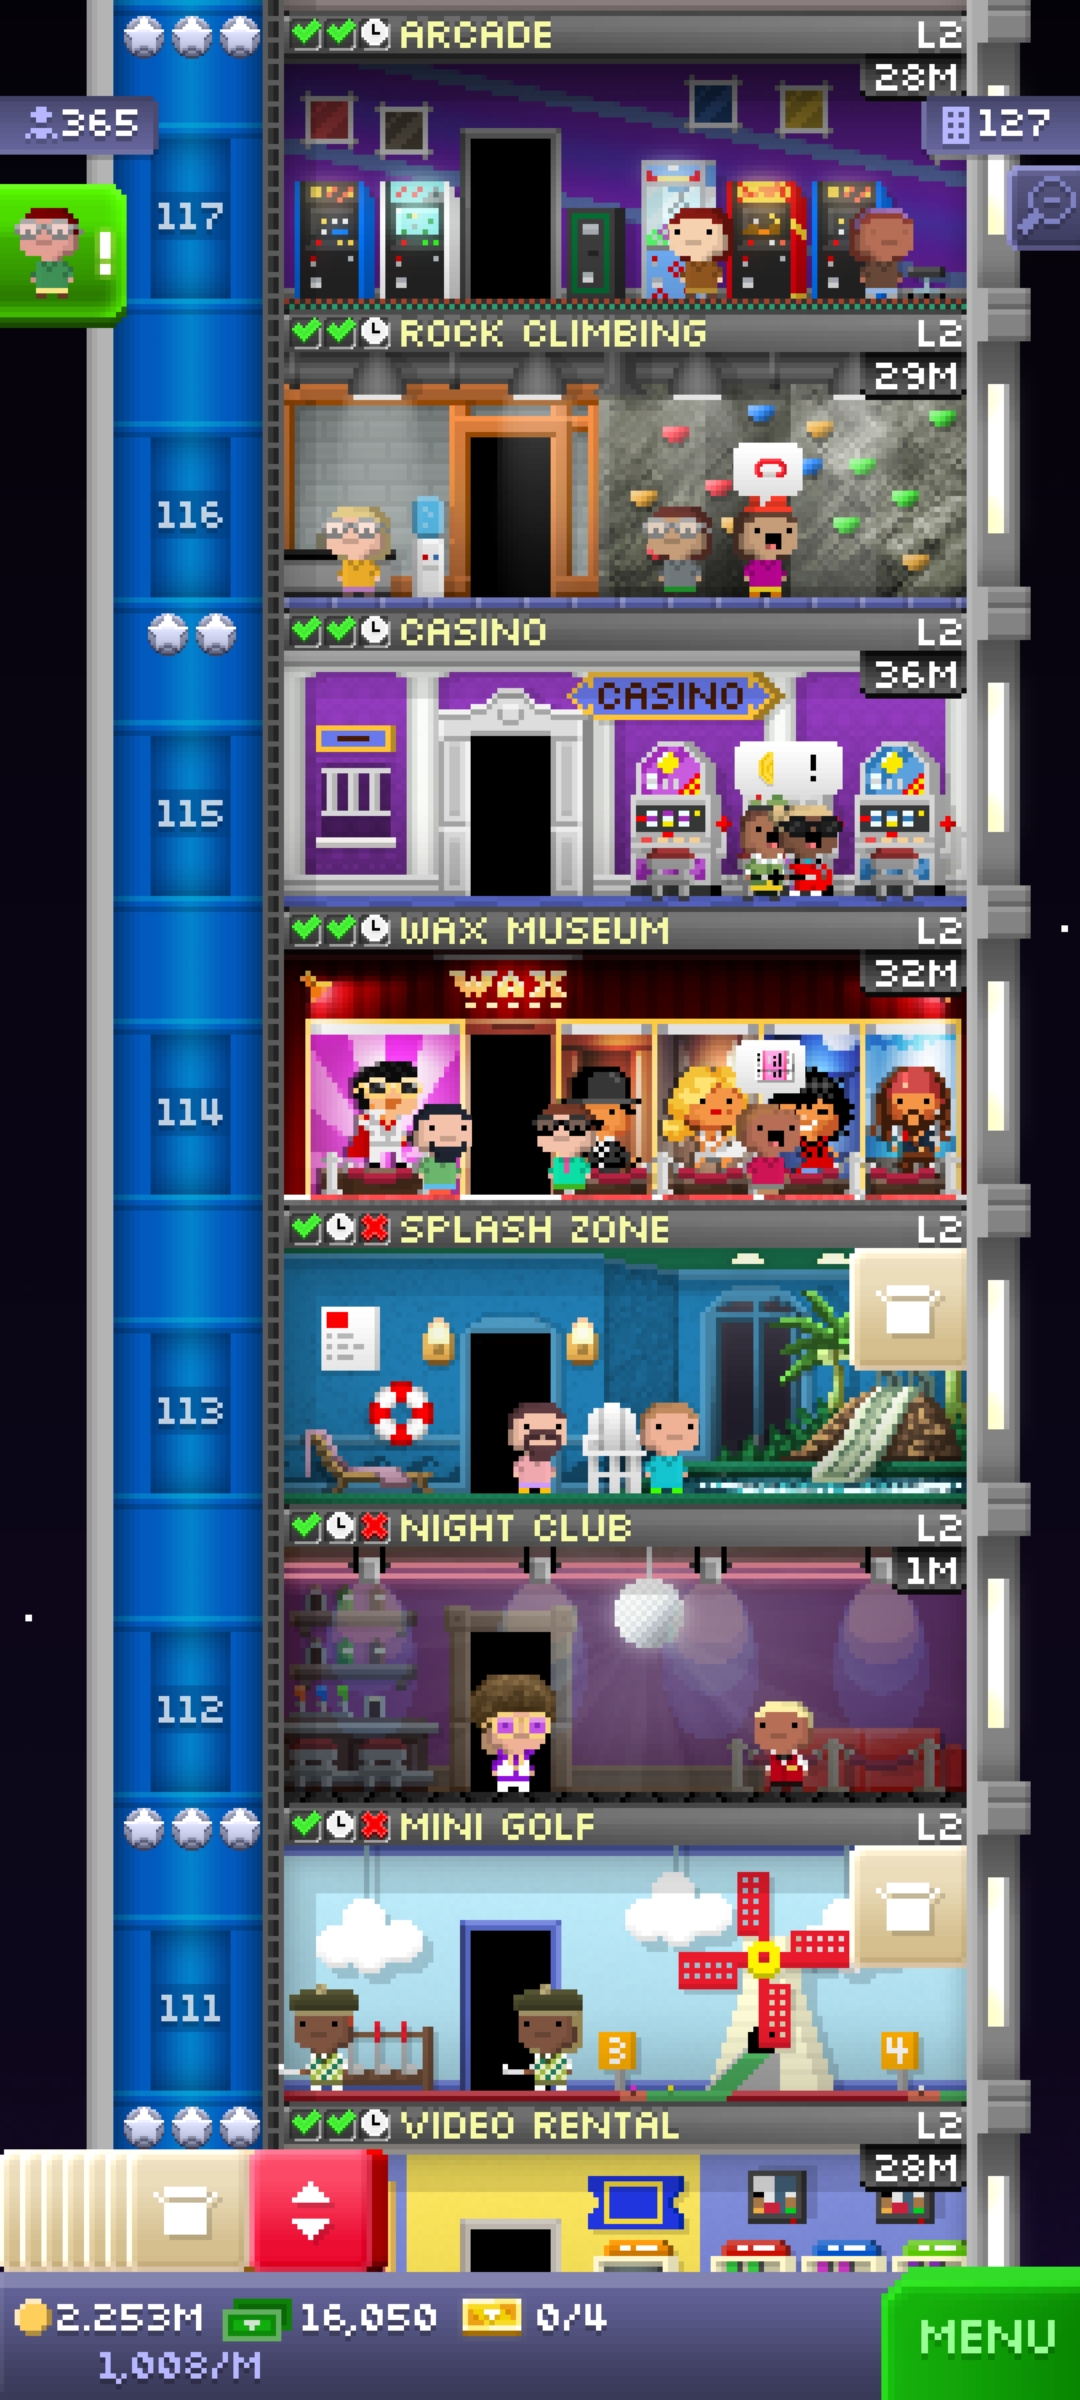 ARCADE L2
28M
365
127
117
!
ROCK CLIMBING L2
29M
116
CASINO L2
36M
CASINO
!
115
WAX MUSEUM L2
32M
WAX
114
SPLASH ZONE L2
113
NIGHT CLUB L2
1M
112
MINI GOLF L2
111
3
4
VIDEO RENTAL L2
28M
2.253M 16,050 0/4
1,008/M
MENU